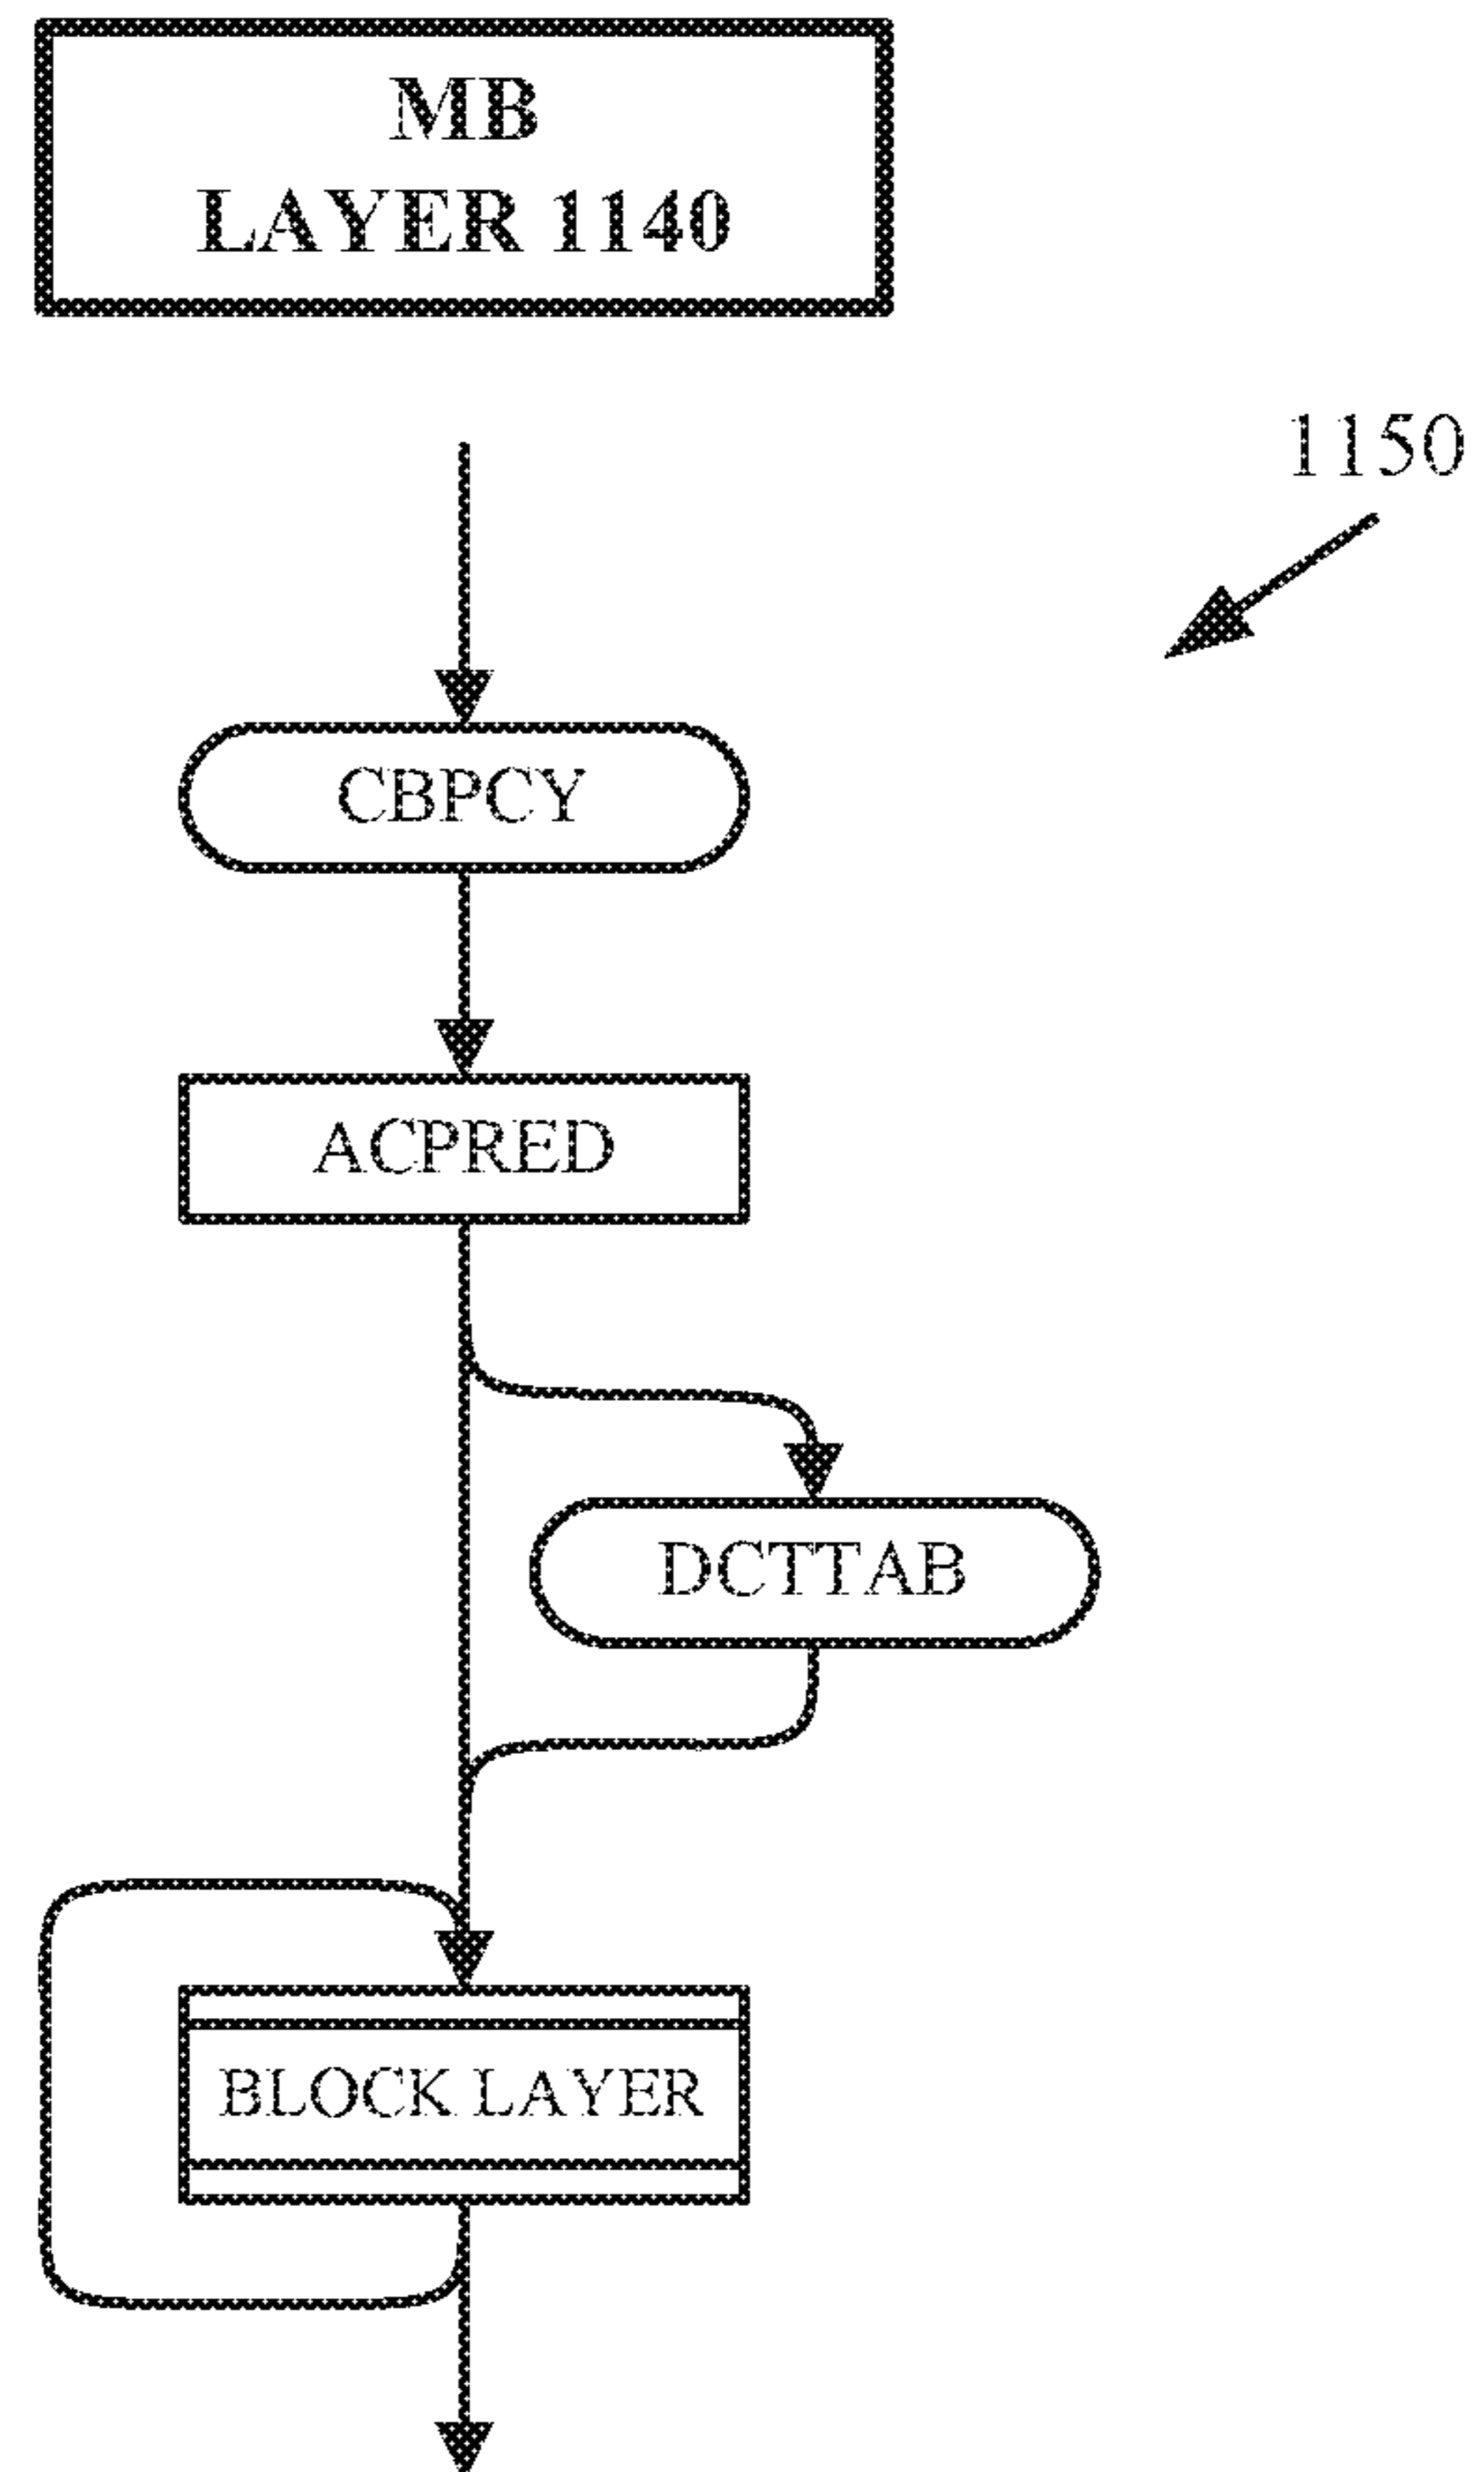 MB
LAYER 1140
1150
CBPCY
ACPRED
DCTTAB
BLOCK LAYER